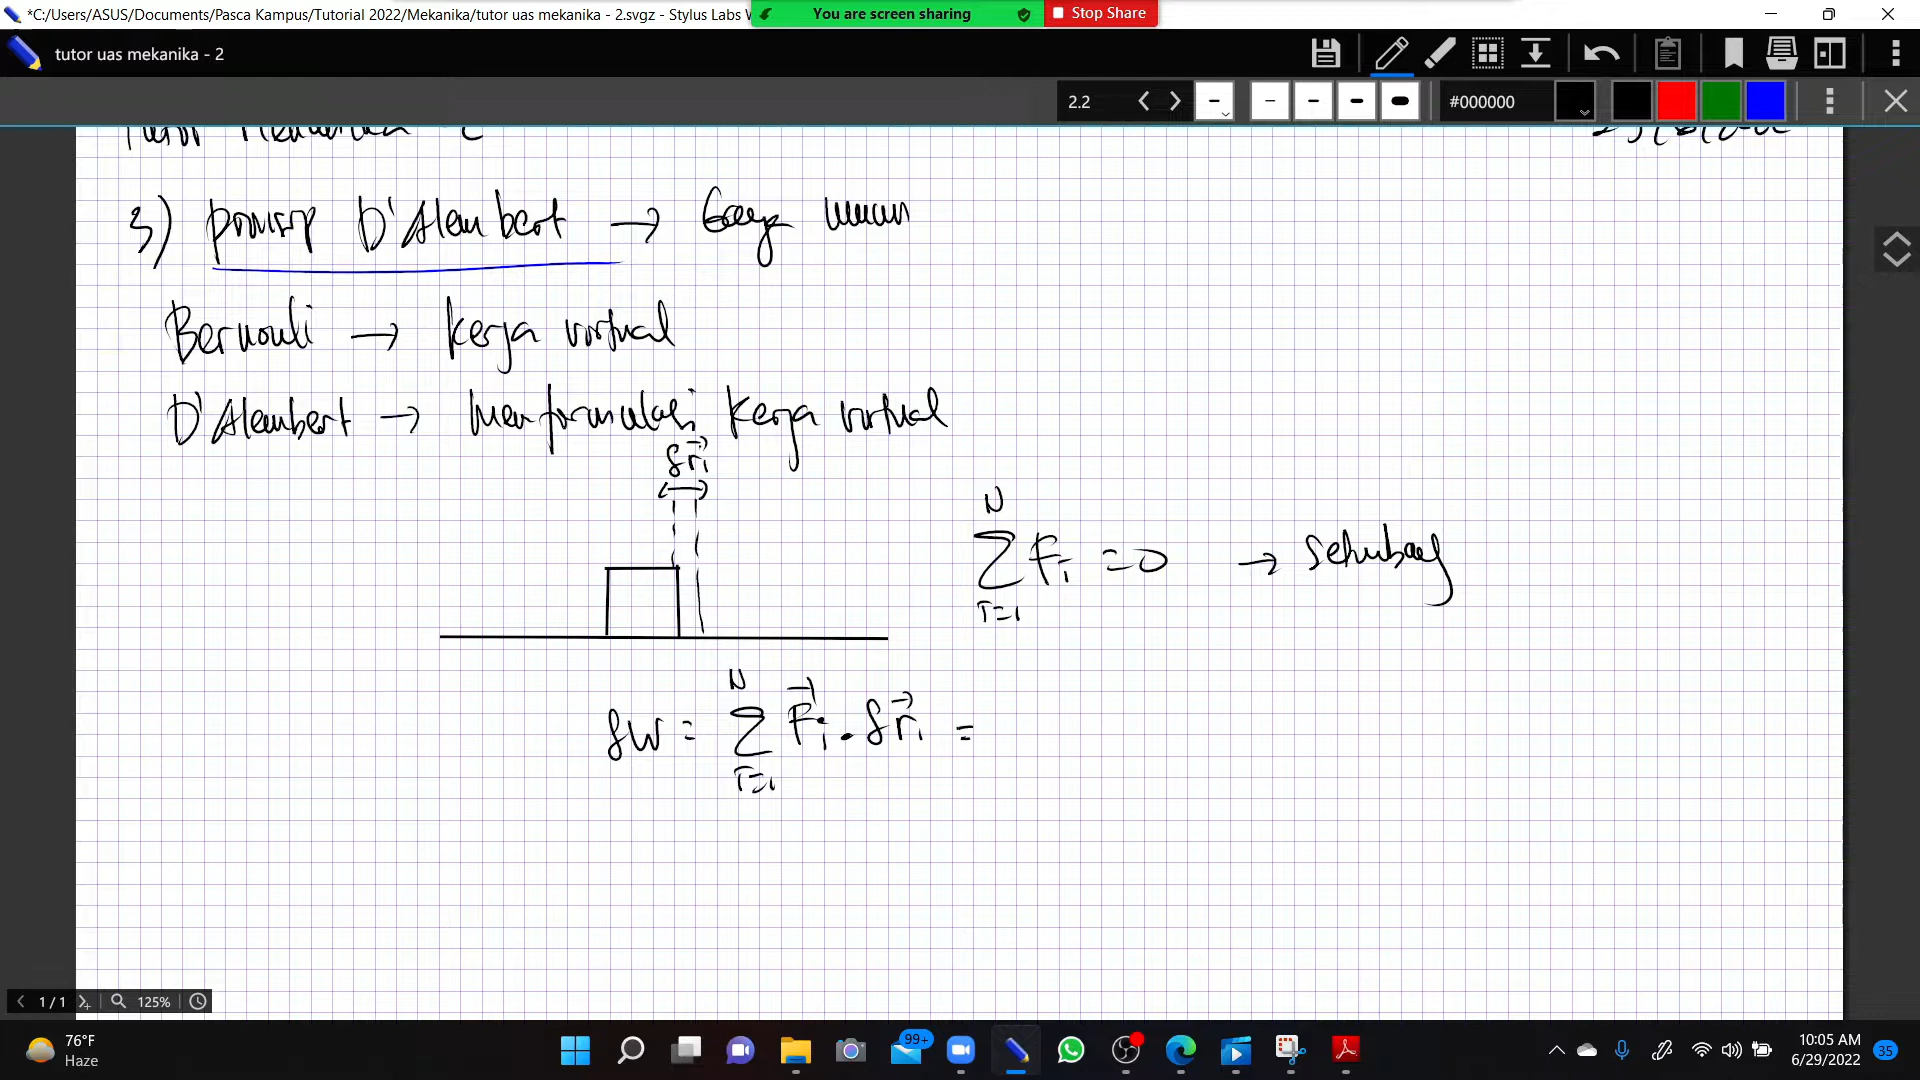 *C:/Users/ASUS/Documents/Pasca Kampus/Tutorial 2022/Mekanika/tutor uas mekanika - 2.svgz - Stylus Labs W
You are screen sharing
Stop Share
tutor uas mekanika - 2
2.2
#000000
3) prinsip D'Alembert → Gaya
Bernouli → kerja virtual
D'Alembert → Memformulasi kerja virtual
δr⃗ᵢ
N
∑ Fᵢ = 0
i=1
N
δW = ∑ F⃗ᵢ . δr⃗ᵢ =
i=1
1 / 1
125%
76°F
Haze
99+
10:05 AM
6/29/2022
35